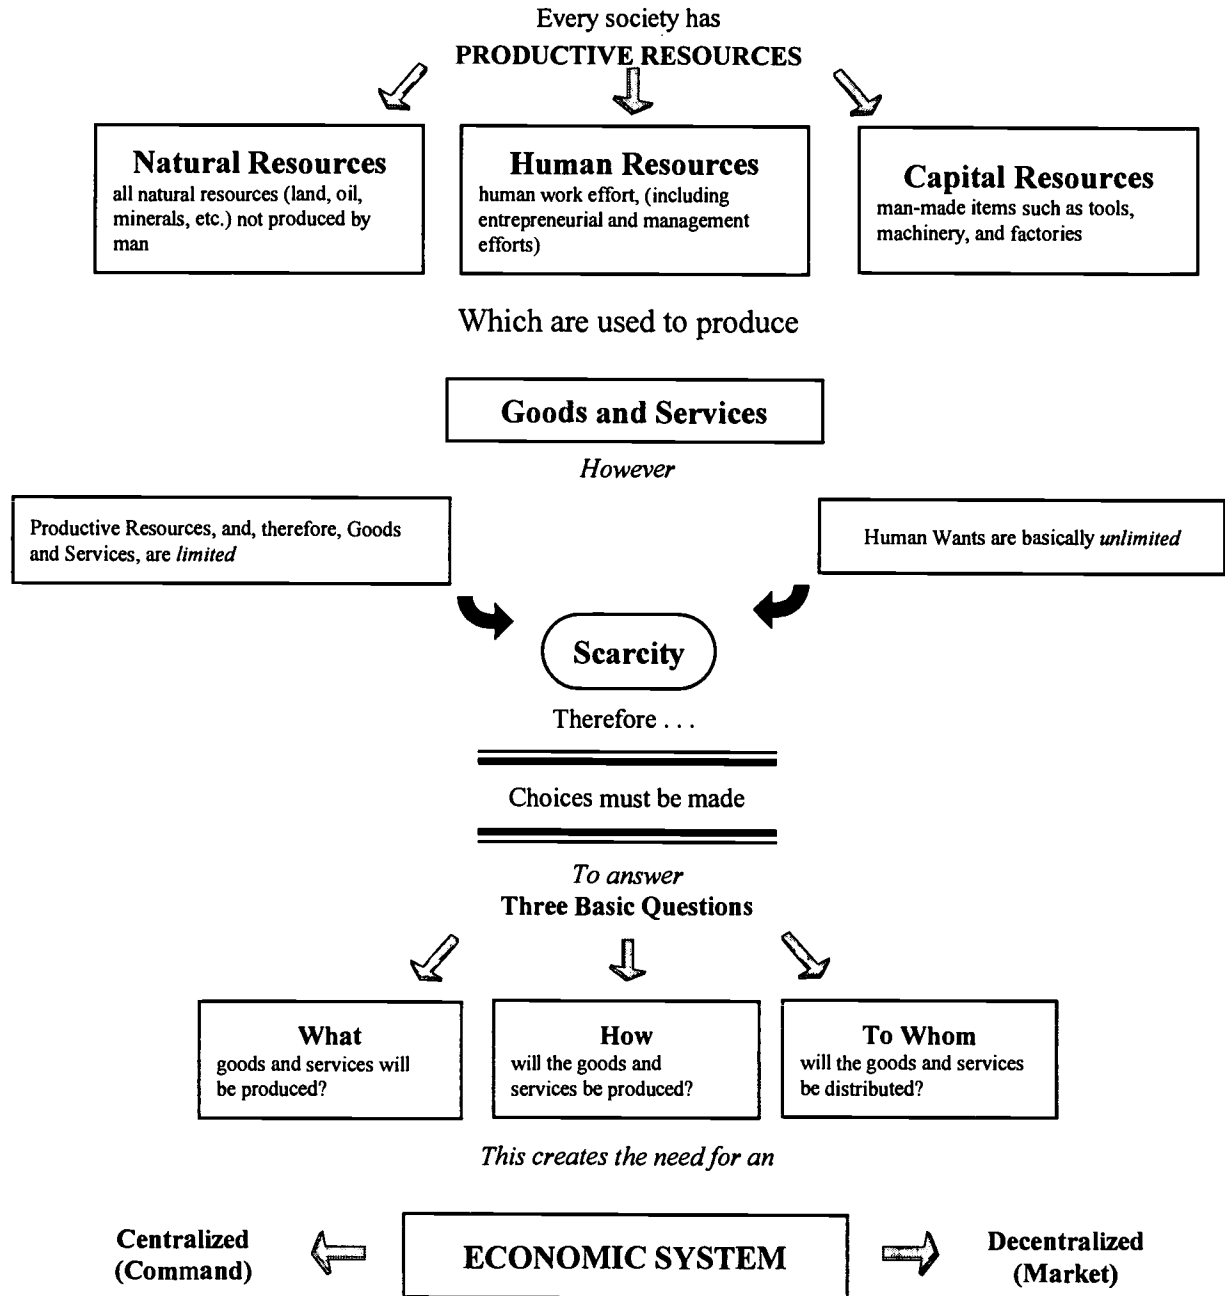 Every society has
PRODUCTIVE RESOURCES
Natural Resources
all natural resources (land, oil,
minerals, etc.) not produced by
man
Human Resources
human work effort, (including
entrepreneurial and management
efforts)
Capital Resources
man-made items such as tools,
machinery, and factories
Which are used to produce
Goods and Services
However
Productive Resources, and, therefore, Goods
and Services, are limited
Human Wants are basically unlimited
Scarcity
Therefore . . .
Choices must be made
To answer
Three Basic Questions
What
goods and services will
be produced?
How
will the goods and
services be produced?
To Whom
will the goods and services
be distributed?
This creates the need for an
Centralized
(Command)
ECONOMIC SYSTEM
Decentralized
(Market)